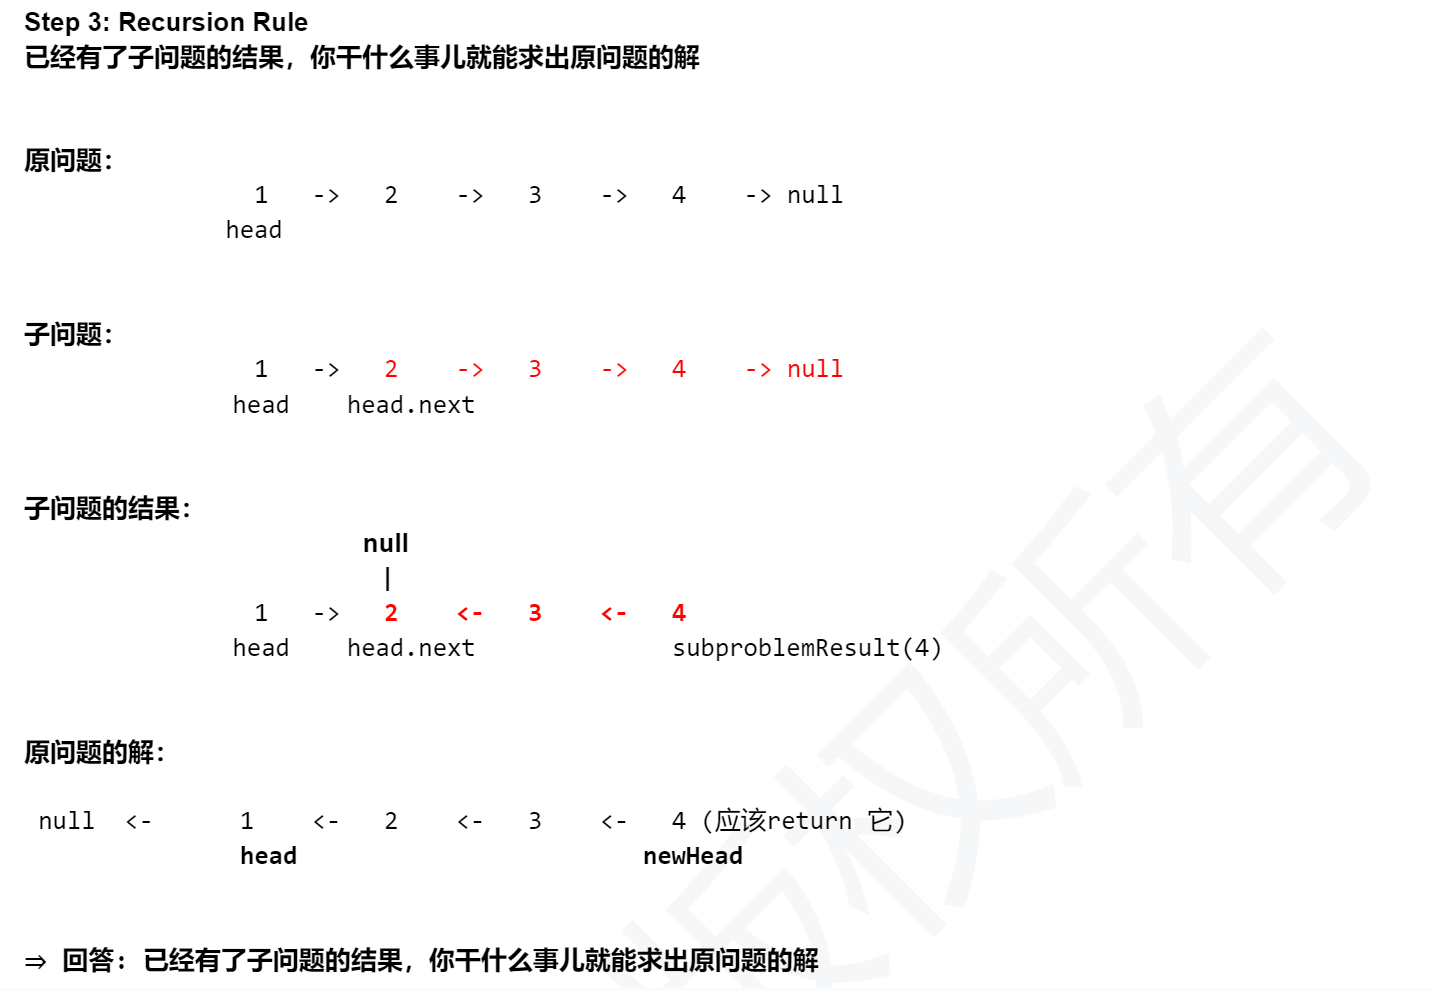 Step 3: Recursion Rule
已经有了子问题的结果，你干什么事儿就能求出原问题的解
原问题：
1 -> 2 -> 3 -> 4 -> null
head
子问题：
1 -> 2 -> 3 -> 4 -> null
head head.next
子问题的结果：
null
|
1 -> 2 <- 3 <- 4
head head.next subproblemResult(4)
原问题的解：
null <- 1 <- 2 <- 3 <- 4 (应该return 它)
head newHead
⇒ 回答：已经有了子问题的结果，你干什么事儿就能求出原问题的解
版权所有